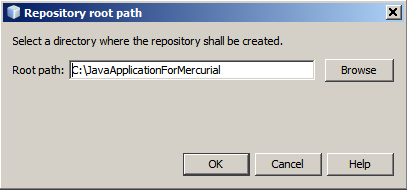 Repository root path
Select a directory where the repository shall be created.
Root path: C:\JavaApplicationForMercurial Browse
OK Cancel Help